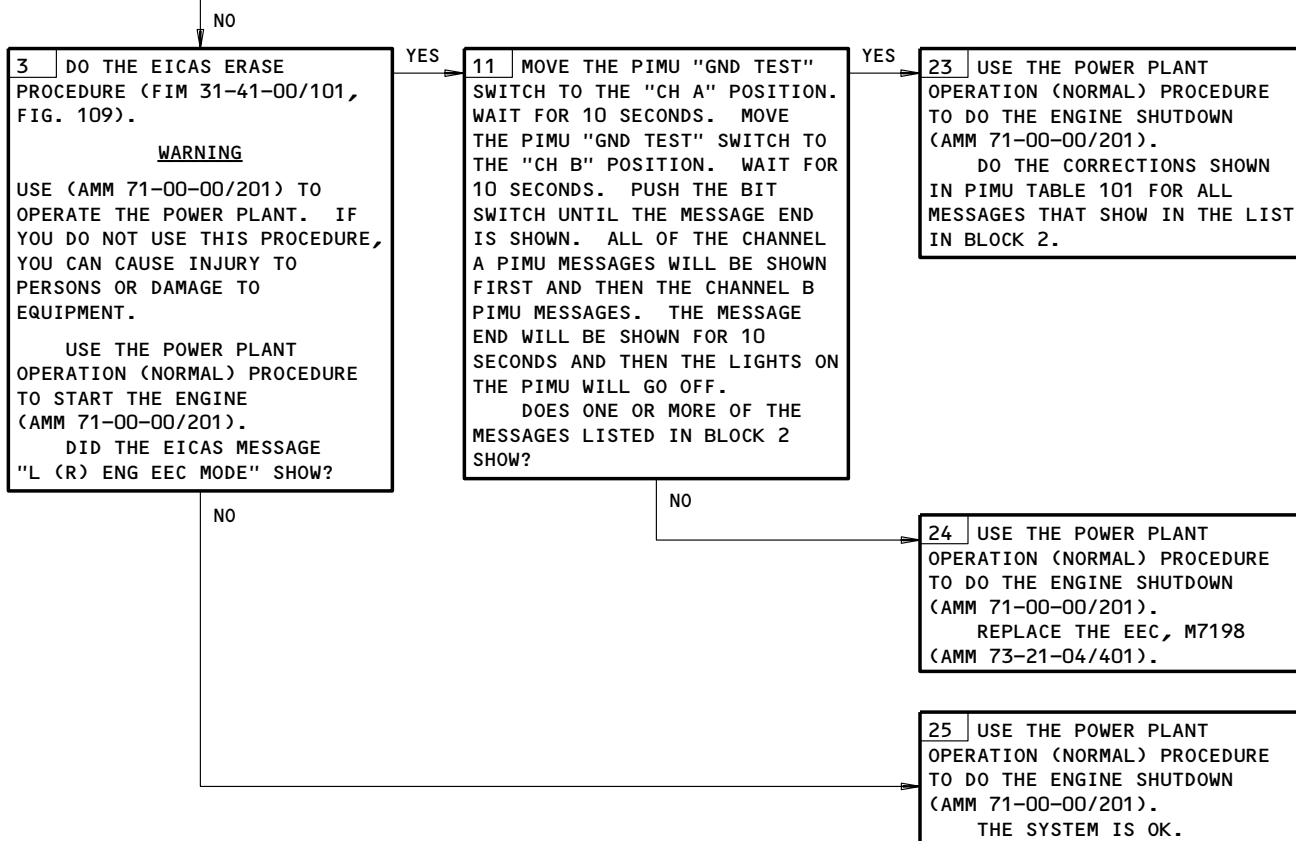 NO
3 DO THE EICAS ERASE
PROCEDURE (FIM 31-41-00/101,
FIG. 109).
WARNING
USE (AMM 71-00-00/201) TO
OPERATE THE POWER PLANT. IF
YOU DO NOT USE THIS PROCEDURE,
YOU CAN CAUSE INJURY TO
PERSONS OR DAMAGE TO
EQUIPMENT.
USE THE POWER PLANT
OPERATION (NORMAL) PROCEDURE
TO START THE ENGINE
(AMM 71-00-00/201).
DID THE EICAS MESSAGE
"L (R) ENG EEC MODE" SHOW?
YES
11 MOVE THE PIMU "GND TEST"
SWITCH TO THE "CH A" POSITION.
WAIT FOR 10 SECONDS. MOVE
THE PIMU "GND TEST" SWITCH TO
THE "CH B" POSITION. WAIT FOR
10 SECONDS. PUSH THE BIT
SWITCH UNTIL THE MESSAGE END
IS SHOWN. ALL OF THE CHANNEL
A PIMU MESSAGES WILL BE SHOWN
FIRST AND THEN THE CHANNEL B
PIMU MESSAGES. THE MESSAGE
END WILL BE SHOWN FOR 10
SECONDS AND THEN THE LIGHTS ON
THE PIMU WILL GO OFF.
DOES ONE OR MORE OF THE
MESSAGES LISTED IN BLOCK 2
SHOW?
YES
23 USE THE POWER PLANT
OPERATION (NORMAL) PROCEDURE
TO DO THE ENGINE SHUTDOWN
(AMM 71-00-00/201).
DO THE CORRECTIONS SHOWN
IN PIMU TABLE 101 FOR ALL
MESSAGES THAT SHOW IN THE LIST
IN BLOCK 2.
NO
24 USE THE POWER PLANT
OPERATION (NORMAL) PROCEDURE
TO DO THE ENGINE SHUTDOWN
(AMM 71-00-00/201).
REPLACE THE EEC, M7198
(AMM 73-21-04/401).
NO
25 USE THE POWER PLANT
OPERATION (NORMAL) PROCEDURE
TO DO THE ENGINE SHUTDOWN
(AMM 71-00-00/201).
THE SYSTEM IS OK.